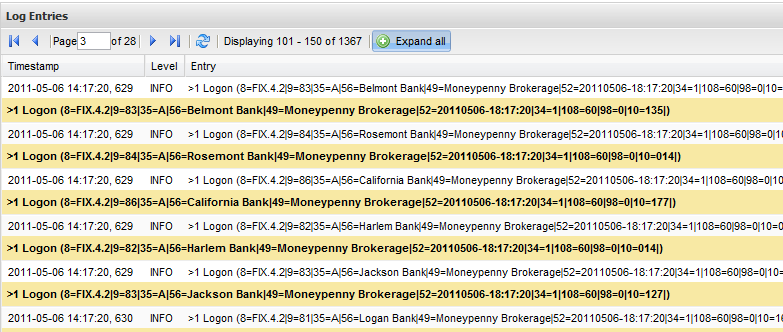 Log Entries
Page 3 of 28 Displaying 101 - 150 of 1367 Expand all
Timestamp Level Entry
2011-05-06 14:17:20, 629 INFO >1 Logon (8=FIX.4.2|9=83|35=A|56=Belmont Bank|49=Moneypenny Brokerage|52=20110506-18:17:20|34=1|108=60|98=0|10=
>1 Logon (8=FIX.4.2|9=83|35=A|56=Belmont Bank|49=Moneypenny Brokerage|52=20110506-18:17:20|34=1|108=60|98=0|10=135|)
2011-05-06 14:17:20, 629 INFO >1 Logon (8=FIX.4.2|9=84|35=A|56=Rosemont Bank|49=Moneypenny Brokerage|52=20110506-18:17:20|34=1|108=60|98=0|10
>1 Logon (8=FIX.4.2|9=84|35=A|56=Rosemont Bank|49=Moneypenny Brokerage|52=20110506-18:17:20|34=1|108=60|98=0|10=014|)
2011-05-06 14:17:20, 629 INFO >1 Logon (8=FIX.4.2|9=86|35=A|56=California Bank|49=Moneypenny Brokerage|52=20110506-18:17:20|34=1|108=60|98=0|10
>1 Logon (8=FIX.4.2|9=86|35=A|56=California Bank|49=Moneypenny Brokerage|52=20110506-18:17:20|34=1|108=60|98=0|10=177|)
2011-05-06 14:17:20, 629 INFO >1 Logon (8=FIX.4.2|9=82|35=A|56=Harlem Bank|49=Moneypenny Brokerage|52=20110506-18:17:20|34=1|108=60|98=0|10=
>1 Logon (8=FIX.4.2|9=82|35=A|56=Harlem Bank|49=Moneypenny Brokerage|52=20110506-18:17:20|34=1|108=60|98=0|10=014|)
2011-05-06 14:17:20, 629 INFO >1 Logon (8=FIX.4.2|9=83|35=A|56=Jackson Bank|49=Moneypenny Brokerage|52=20110506-18:17:20|34=1|108=60|98=0|10=
>1 Logon (8=FIX.4.2|9=83|35=A|56=Jackson Bank|49=Moneypenny Brokerage|52=20110506-18:17:20|34=1|108=60|98=0|10=127|)
2011-05-06 14:17:20, 630 INFO >1 Logon (8=FIX.4.2|9=81|35=A|56=Logan Bank|49=Moneypenny Brokerage|52=20110506-18:17:20|34=1|108=60|98=0|10=